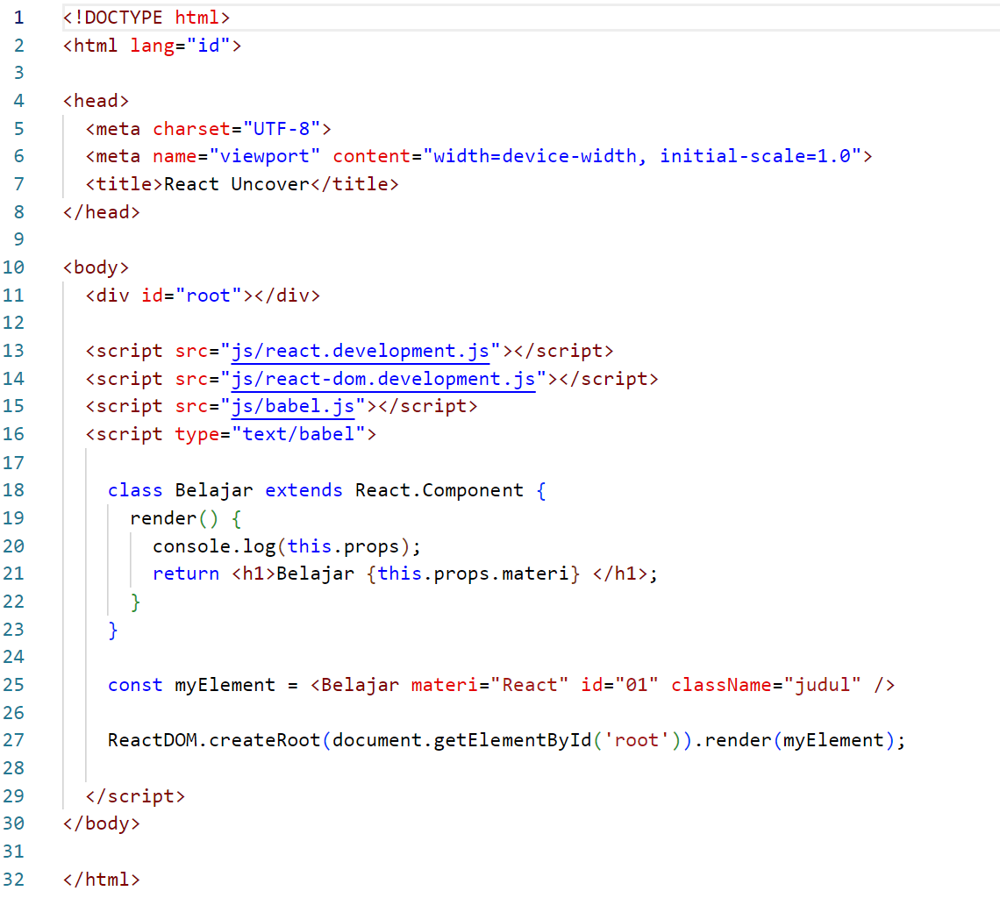 1 <!DOCTYPE html>
2 <html lang="id">
3
4 <head>
5 <meta charset="UTF-8">
6 <meta name="viewport" content="width=device-width, initial-scale=1.0">
7 <title>React Uncover</title>
8 </head>
9
10 <body>
11 <div id="root"></div>
12
13 <script src="js/react.development.js"></script>
14 <script src="js/react-dom.development.js"></script>
15 <script src="js/babel.js"></script>
16 <script type="text/babel">
17
18 class Belajar extends React.Component {
19 render() {
20 console.log(this.props);
21 return <h1>Belajar {this.props.materi} </h1>;
22 }
23 }
24
25 const myElement = <Belajar materi="React" id="01" className="judul" />
26
27 ReactDOM.createRoot(document.getElementById('root')).render(myElement);
28
29 </script>
30 </body>
31
32 </html>